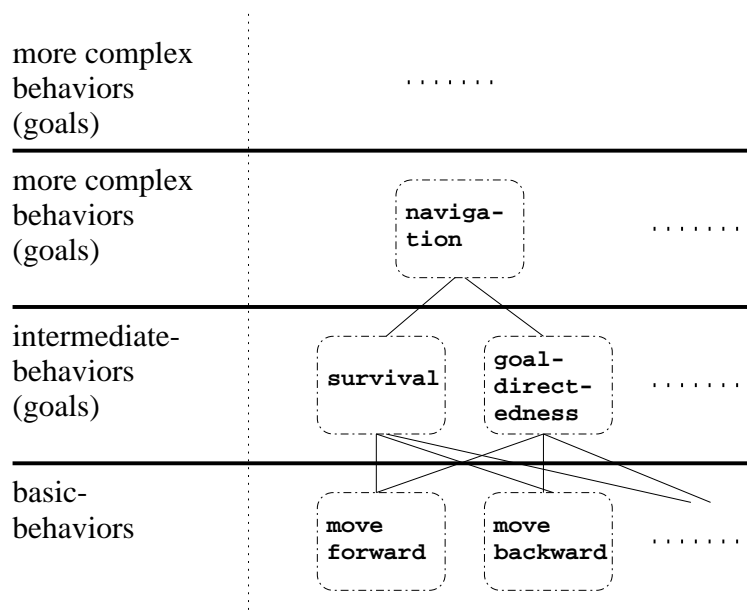 more complex
behaviors
(goals)
.......
more complex
behaviors
(goals)
naviga-
tion
.......
intermediate-
behaviors
(goals)
survival
goal-
direct-
edness
.......
basic-
behaviors
move
forward
move
backward
.......